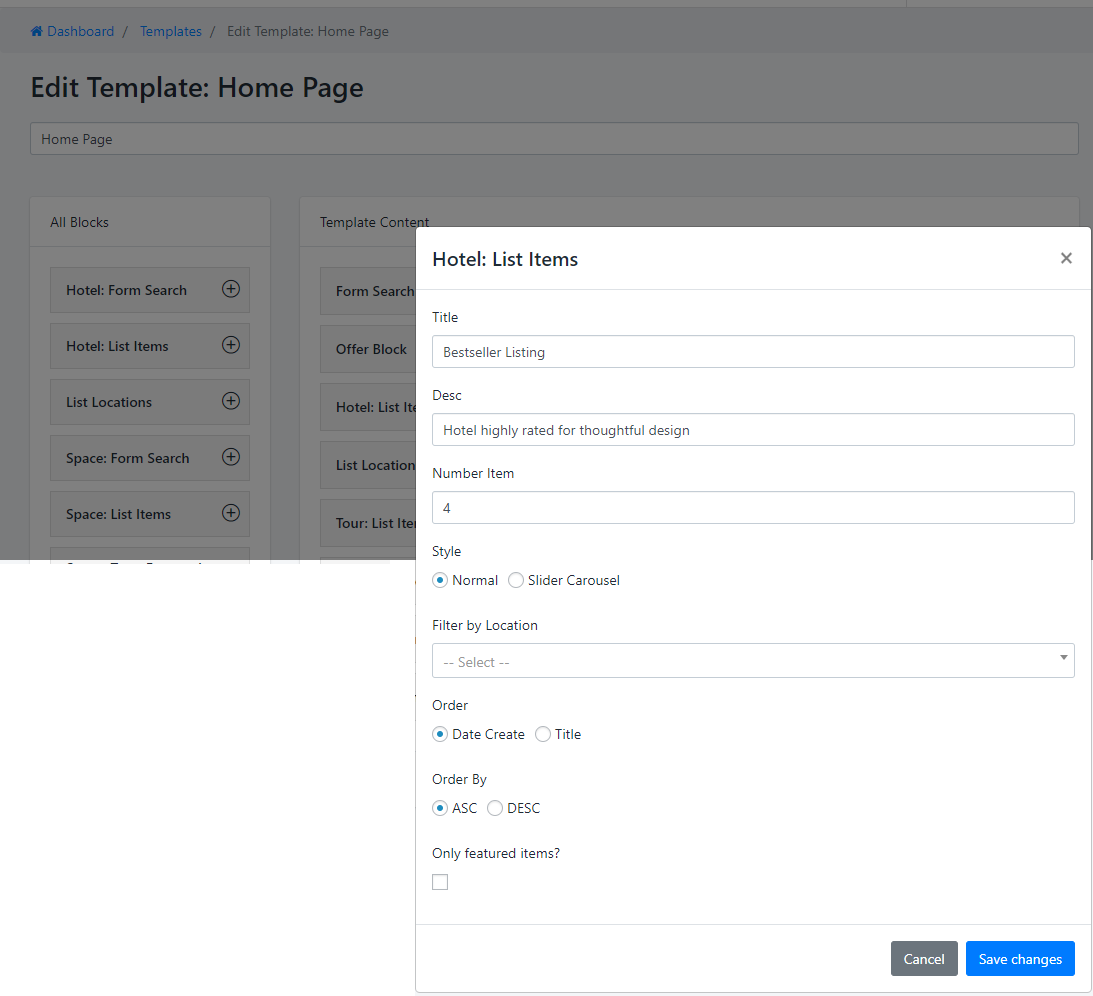 Dashboard / Templates / Edit Template: Home Page
Edit Template: Home Page
Home Page
All Blocks
Hotel: Form Search
Hotel: List Items
List Locations
Space: Form Search
Space: List Items
Template Content
Form Search
Offer Block
Hotel: List Ite
List Location
Tour: List Ite
Hotel: List Items
×
Title
Bestseller Listing
Desc
Hotel highly rated for thoughtful design
Number Item
4
Style
Normal Slider Carousel
Filter by Location
-- Select --
Order
Date Create Title
Order By
ASC DESC
Only featured items?
Cancel Save changes